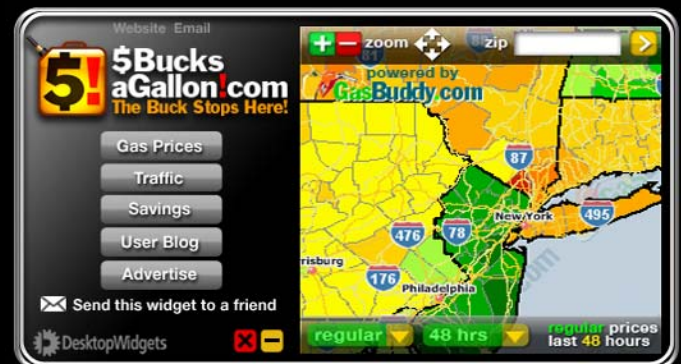 Website Email
5!
$Bucks
aGallon!com
The Buck Stops Here!
Gas Prices
Traffic
Savings
User Blog
Advertise
Send this widget to a friend
DesktopWidgets
zoom
zip
powered by
GasBuddy.com
81
87
New York
495
476
78
risburg
176
Philadelphia
regular
48 hrs
regular prices
last 48 hours